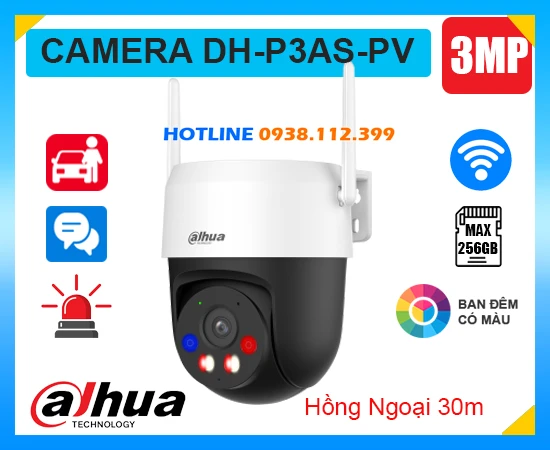 CAMERA DH-P3AS-PV
3MP
HOTLINE 0938.112.399
alhua
TECHNOLOGY
MAX
256GB
BAN ĐÊM
CÓ MÀU
alhua
TECHNOLOGY
Hồng Ngoại 30m